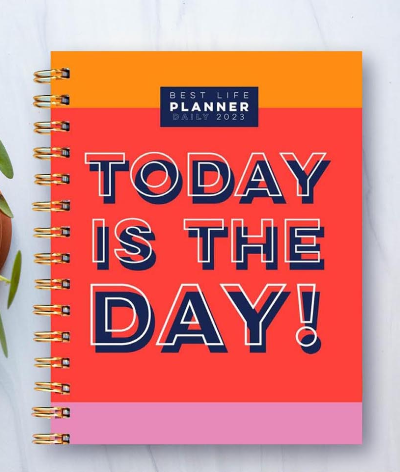 BEST LIFE
PLANNER
DAILY 2023
TODAY
IS THE
DAY!